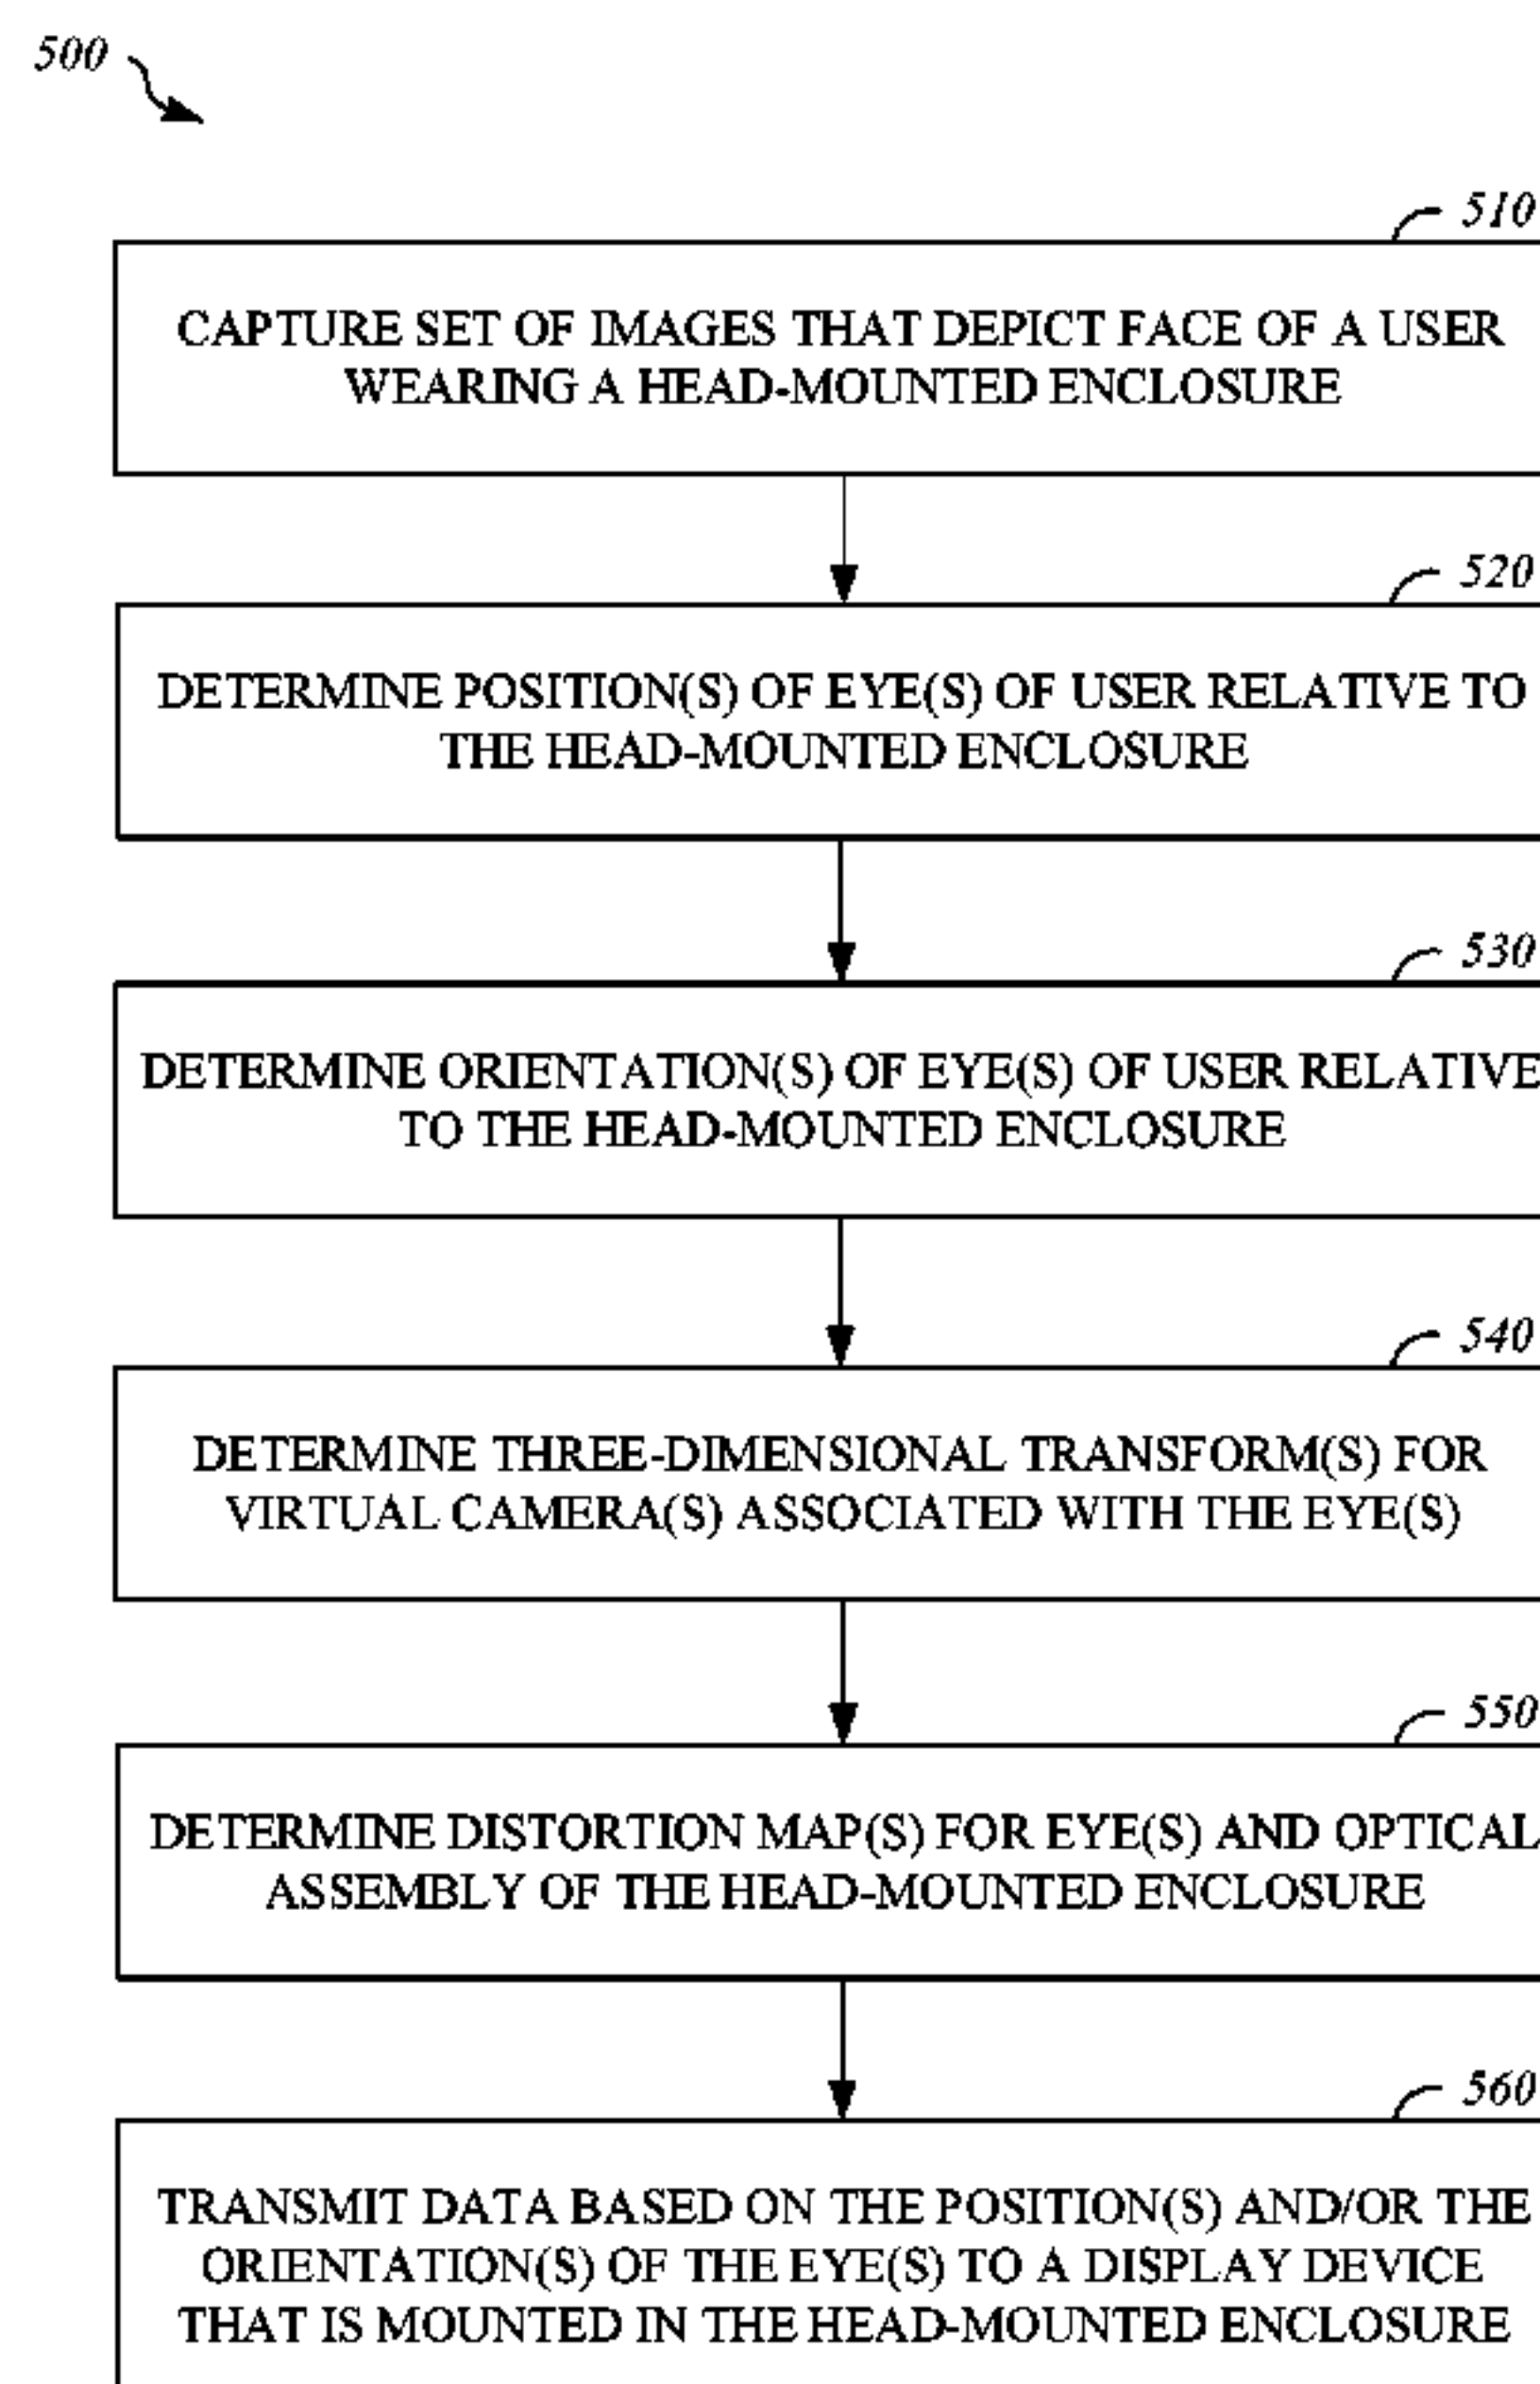 500
510
CAPTURE SET OF IMAGES THAT DEPICT FACE OF A USER
WEARING A HEAD-MOUNTED ENCLOSURE
520
DETERMINE POSITION(S) OF EYE(S) OF USER RELATIVE TO
THE HEAD-MOUNTED ENCLOSURE
530
DETERMINE ORIENTATION(S) OF EYE(S) OF USER RELATIVE
TO THE HEAD-MOUNTED ENCLOSURE
540
DETERMINE THREE-DIMENSIONAL TRANSFORM(S) FOR
VIRTUAL CAMERA(S) ASSOCIATED WITH THE EYE(S)
550
DETERMINE DISTORTION MAP(S) FOR EYE(S) AND OPTICAL
ASSEMBLY OF THE HEAD-MOUNTED ENCLOSURE
560
TRANSMIT DATA BASED ON THE POSITION(S) AND/OR THE
ORIENTATION(S) OF THE EYE(S) TO A DISPLAY DEVICE
THAT IS MOUNTED IN THE HEAD-MOUNTED ENCLOSURE